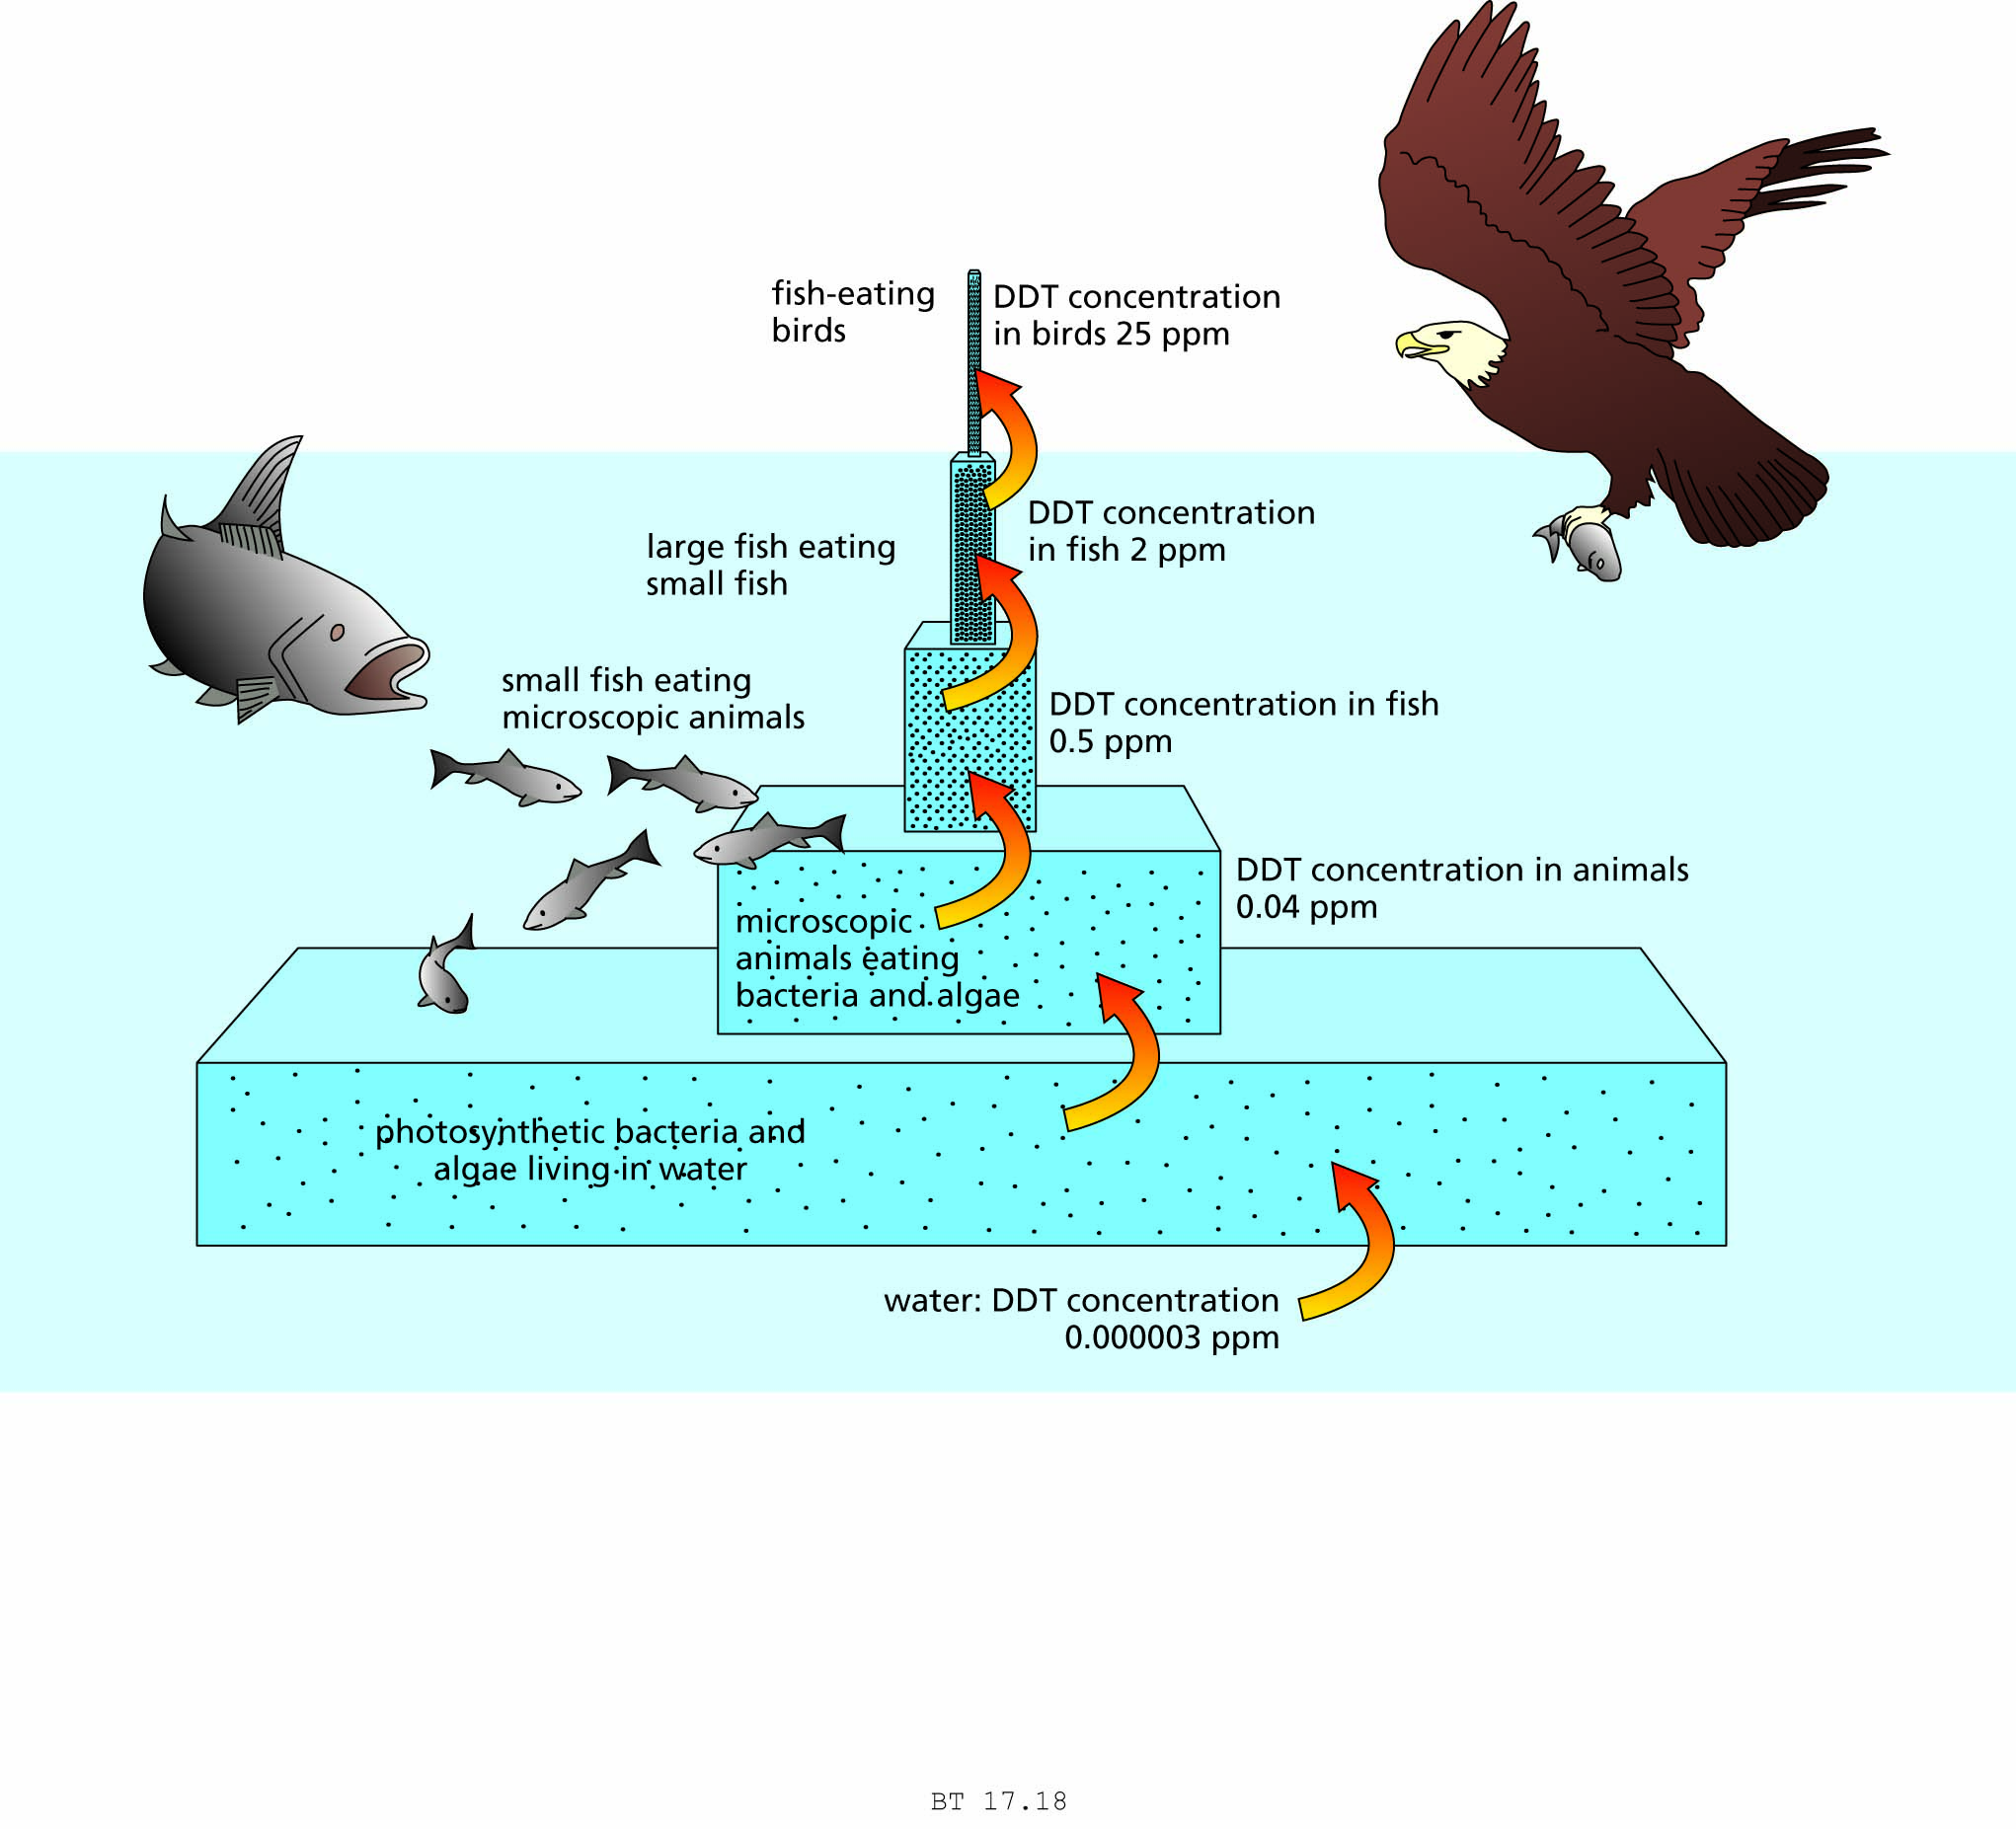 fish-eating
birds
DDT concentration
in birds 25 ppm
large fish eating
small fish
DDT concentration
in fish 2 ppm
small fish eating
microscopic animals
DDT concentration in fish
0.5 ppm
microscopic
animals eating
bacteria and algae
DDT concentration in animals
0.04 ppm
photosynthetic bacteria and
algae living in water
water: DDT concentration
0.000003 ppm
BT 17.18